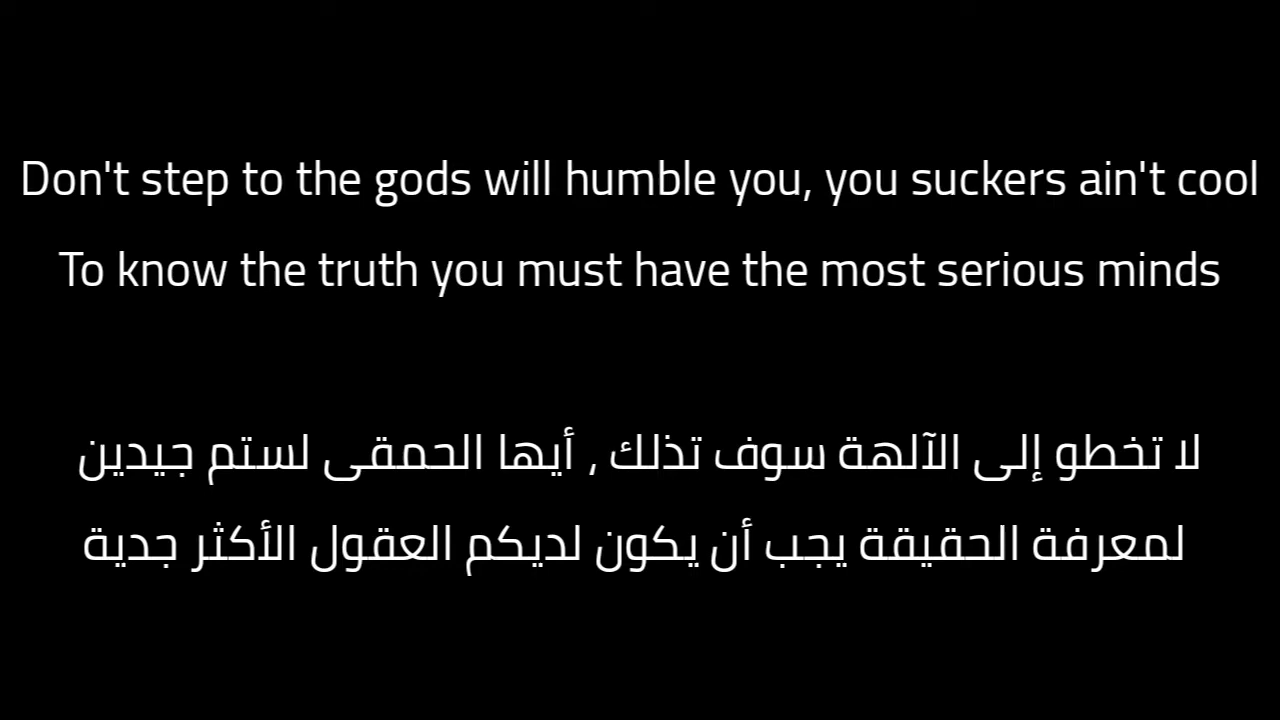 Don't step to the gods will humble you, you suckers ain't cool
To know the truth you must have the most serious minds
لا تخطو إلى الآلهة سوف تذلك , أيها الحمقى لستم جيدين
لمعرفة الحقيقة يجب أن يكون لديكم العقول الأكثر جدية